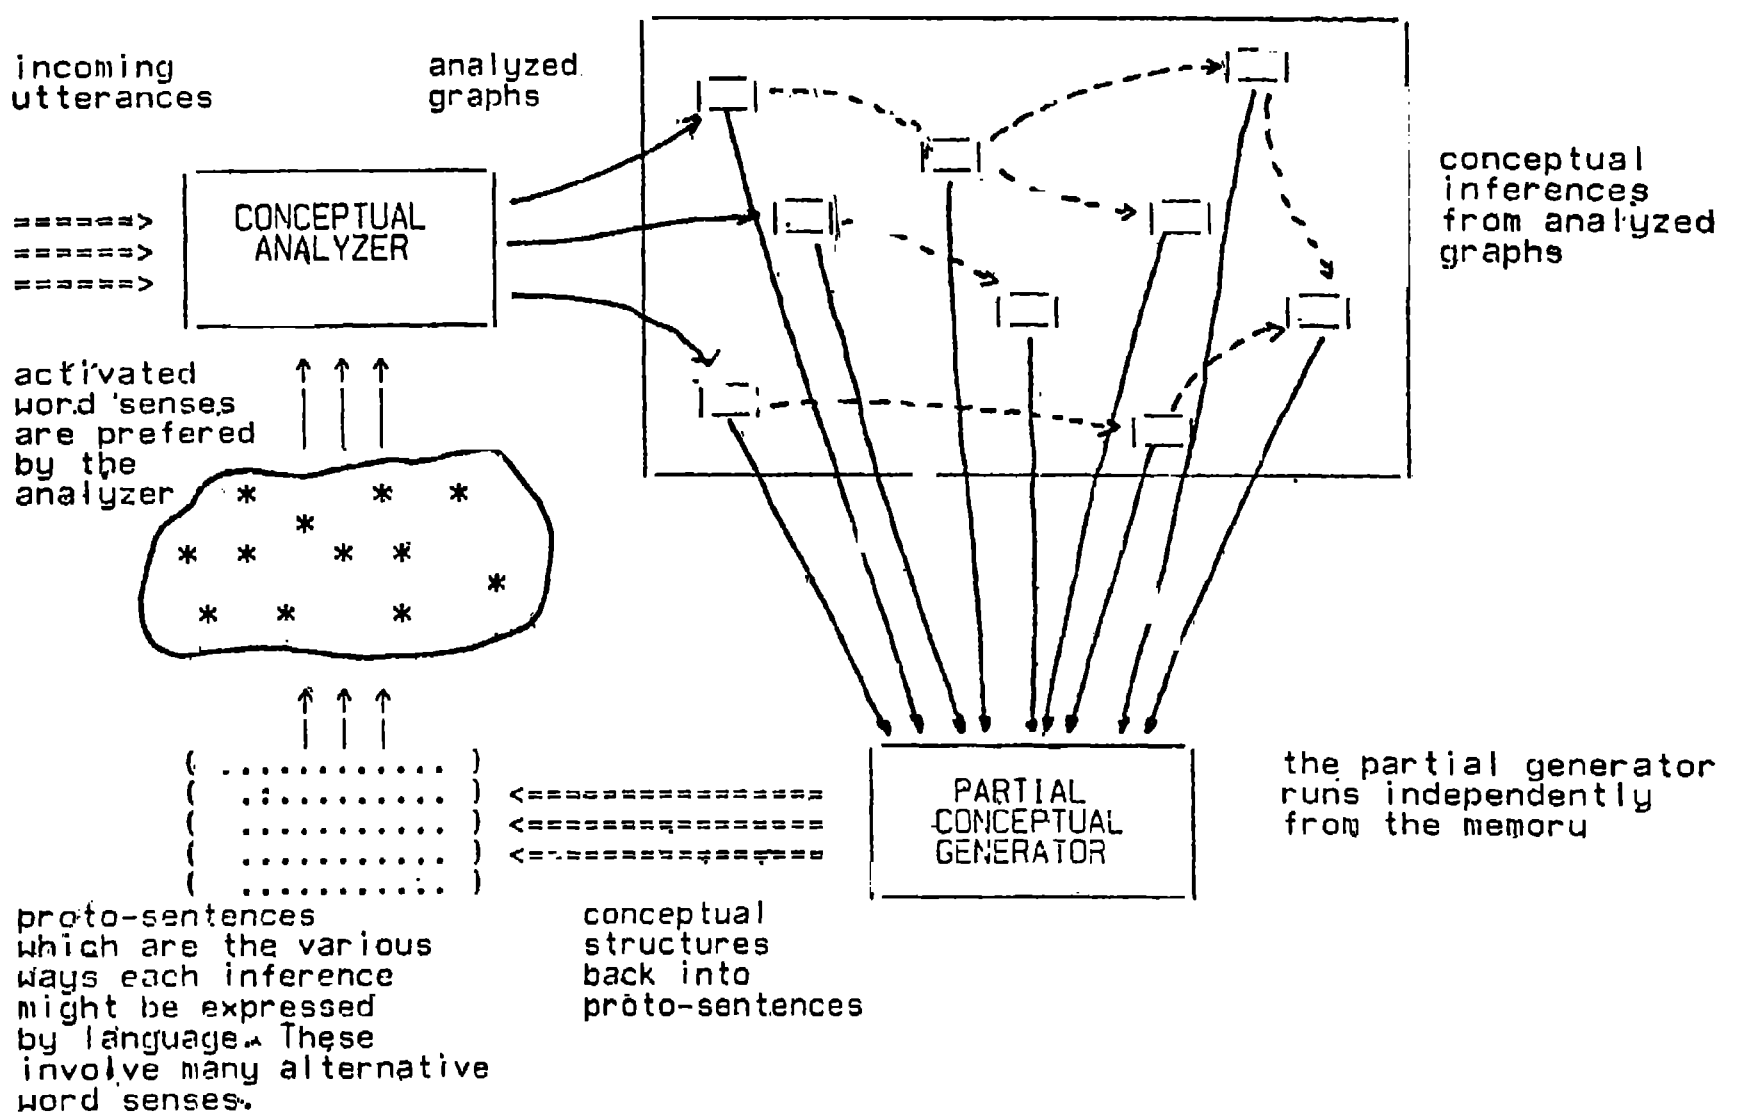 incoming
utterances
analyzed
graphs
CONCEPTUAL
ANALYZER
conceptual
inferences
from analyzed
graphs
activated
word senses
are prefered
by the
analyzer
PARTIAL
CONCEPTUAL
GENERATOR
the partial generator
runs independently
from the memory
proto-sentences
which are the various
ways each inference
might be expressed
by language. These
involve many alternative
word senses.
conceptual
structures
back into
proto-sentences